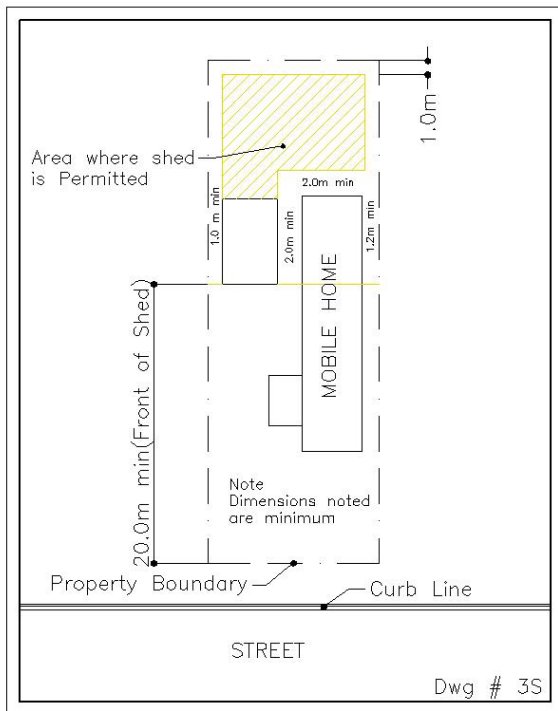 1.0m
Area where shed
is Permitted
2.0m min
1.0 m min
2.0m min
1.2m min
MOBILE HOME
20.0m min(Front of Shed)
Note
Dimensions noted
are minimum
Property Boundary
Curb Line
STREET
Dwg # 3S